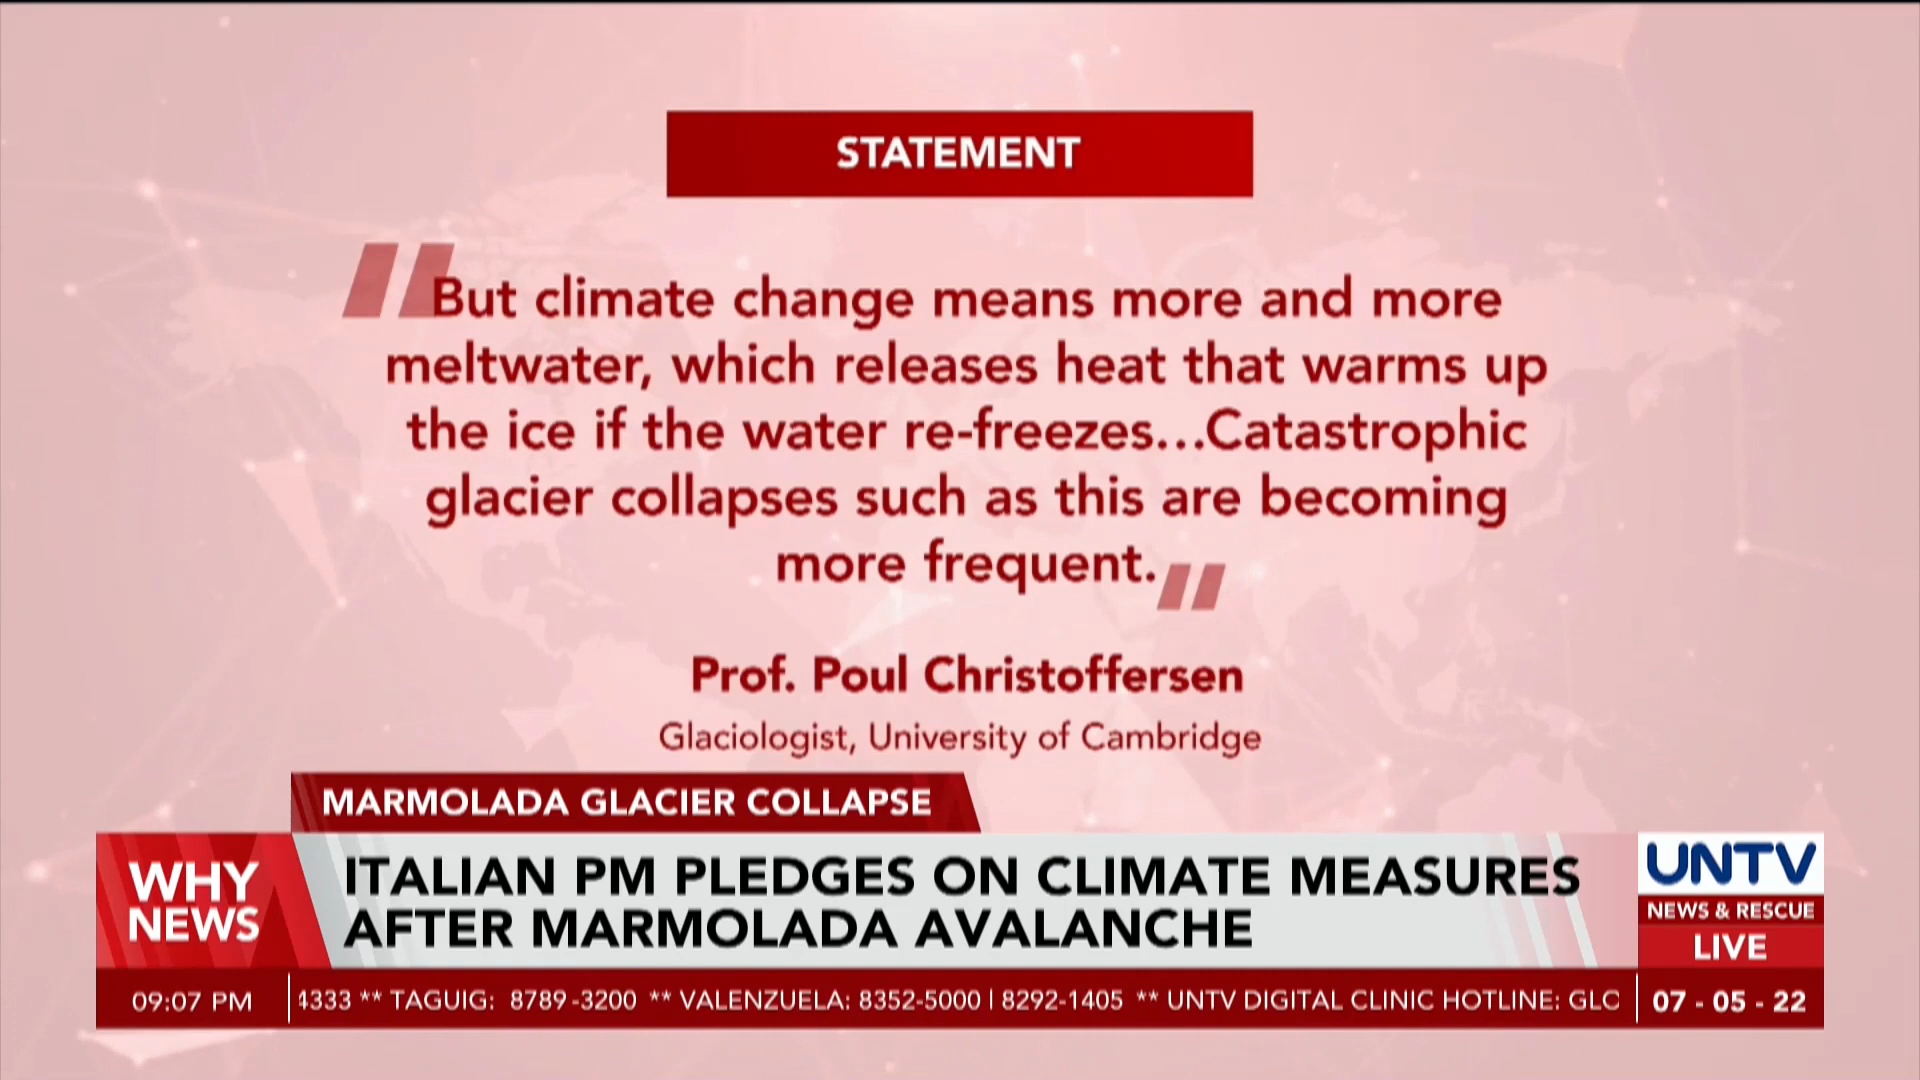 STATEMENT
But climate change means more and more
meltwater, which releases heat that warms up
the ice if the water re-freezes...Catastrophic
glacier collapses such as this are becoming
more frequent.
Prof. Poul Christoffersen
Glaciologist, University of Cambridge
MARMOLADA GLACIER COLLAPSE
WHY
NEWS
ITALIAN PM PLEDGES ON CLIMATE MEASURES
AFTER MARMOLADA AVALANCHE
UNTV
NEWS & RESCUE
LIVE
09:07 PM
4333 ** TAGUIG: 8789-3200 ** VALENZUELA: 8352-5000 | 8292-1405 ** UNTV DIGITAL CLINIC HOTLINE: GLO
07 - 05 - 22